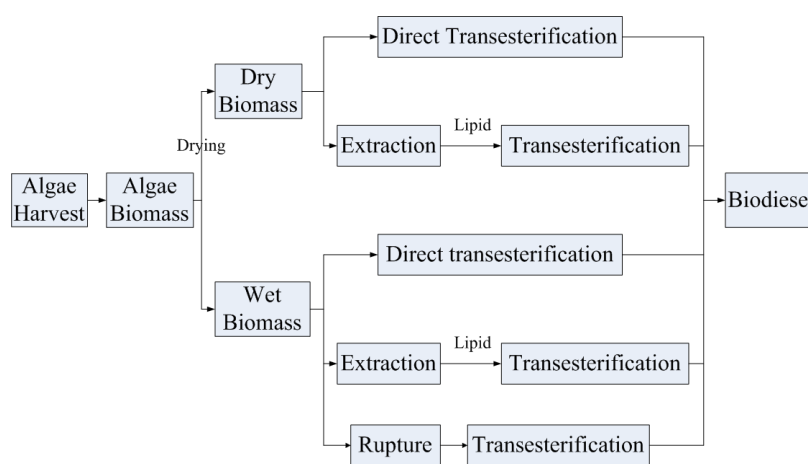 Direct Transesterification
Dry
Biomass
Drying
Extraction
Lipid
Transesterification
Algae
Harvest
Algae
Biomass
Biodiese
Direct transesterification
Wet
Biomass
Extraction
Lipid
Transesterification
Rupture
Transesterification